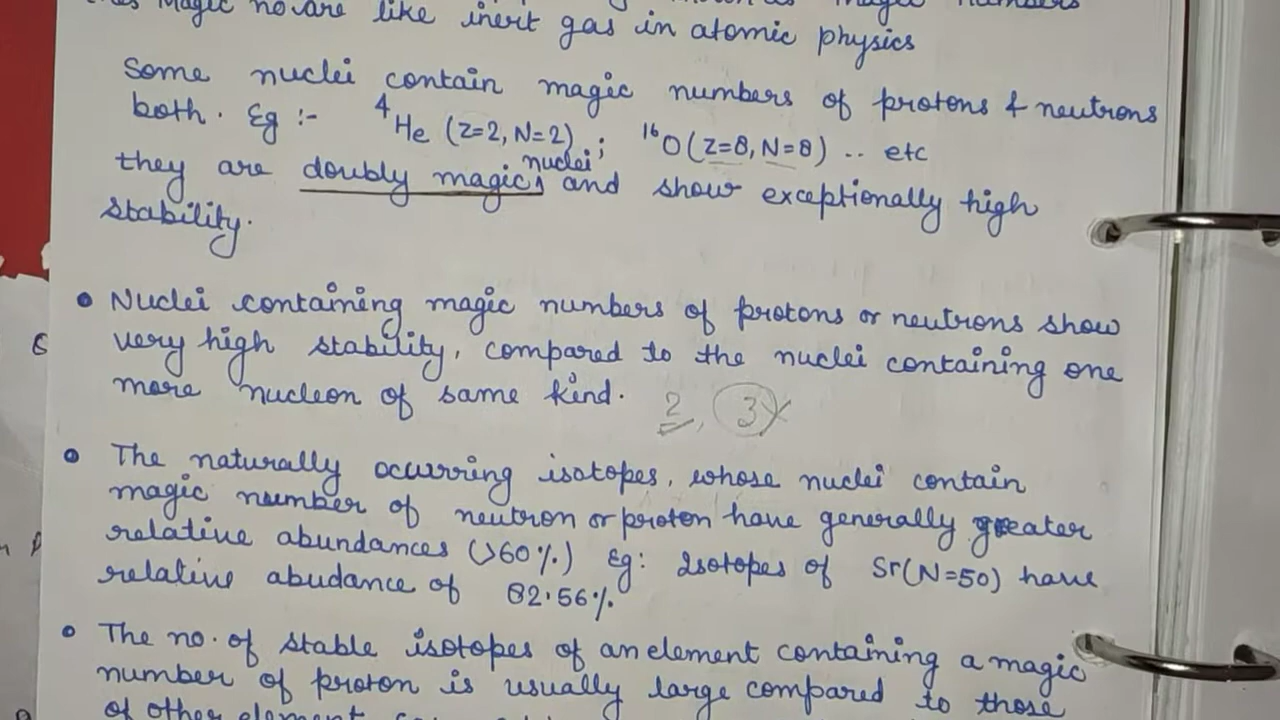 Magic no. are like inert gas in atomic physics
Some nuclei contain magic numbers of protons & neutrons
both. Eg :- ⁴He (Z=2, N=2) ; ¹⁶O (Z=8, N=8) .. etc
they are doubly magic nuclei and show exceptionally high
stability.
• Nuclei containing magic numbers of protons or neutrons show
very high stability, compared to the nuclei containing one
more nucleon of same kind. 2, 3
• The naturally ocurring isotopes, whose nuclei contain
magic number of neutron or proton have generally greater
relative abundances (>60%) Eg: Isotopes of Sr(N=50) have
relative abudance of 82.56%
• The no. of stable isotopes of an element containing a magic
number of proton is usually large compared to those
of other element